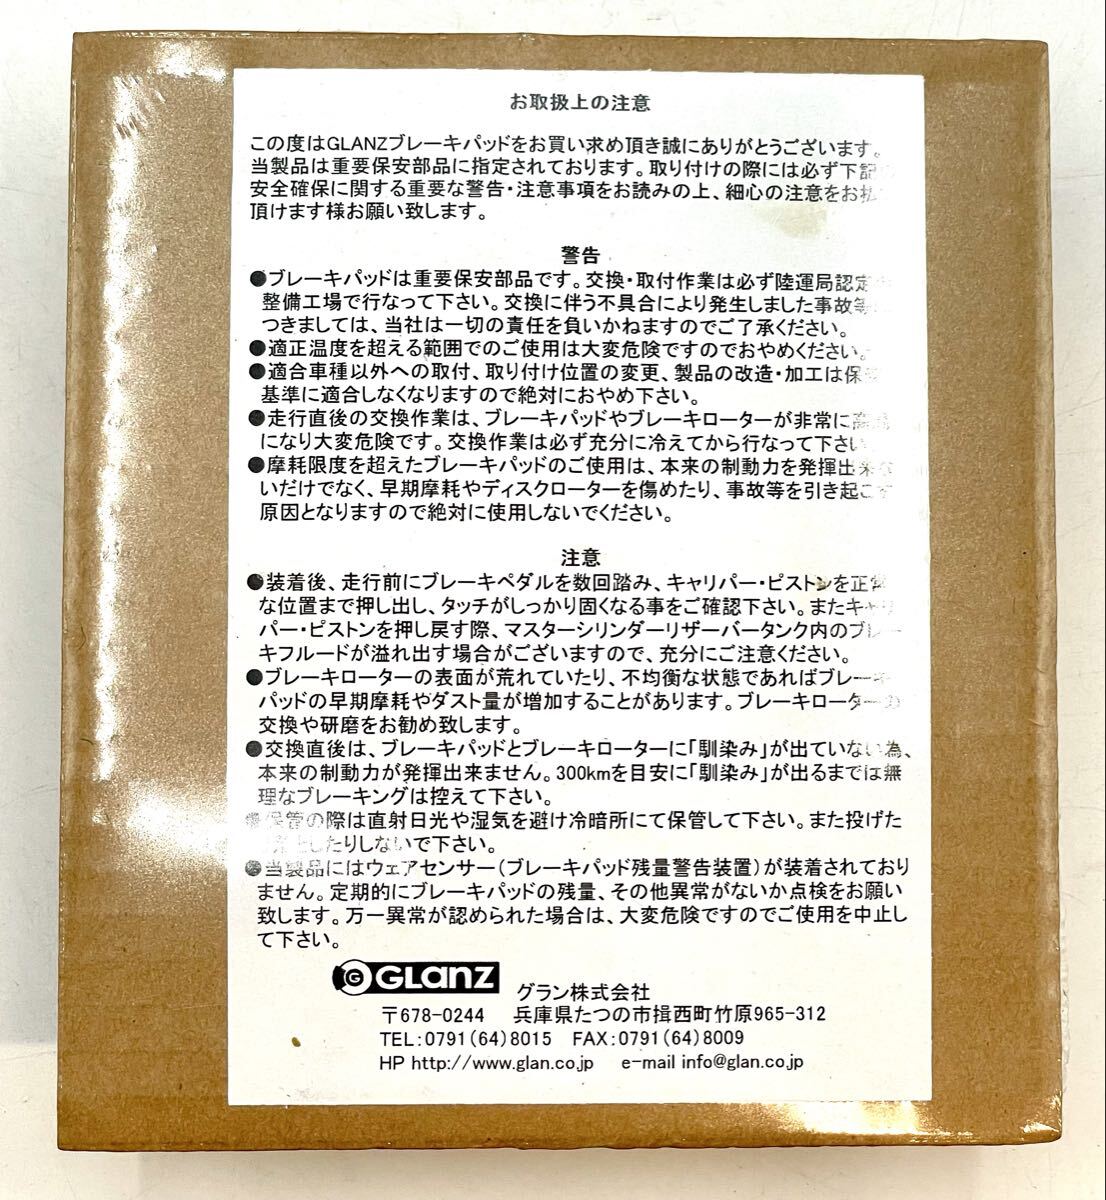 お取扱上の注意
この度はGLANZブレーキパッドをお買い求め頂き誠にありがとうございます。
当製品は重要保安部品に指定されております。取り付けの際には必ず下記の
安全確保に関する重要な警告・注意事項をお読みの上、細心の注意をお払い
頂けます様お願い致します。
警告
●ブレーキパッドは重要保安部品です。交換・取付作業は必ず陸運局認定
整備工場で行なって下さい。交換に伴う不具合により発生しました事故等に
つきましては、当社は一切の責任を負いかねますのでご了承ください。
●適正温度を超える範囲でのご使用は大変危険ですのでおやめください。
●適合車種以外への取付、取り付け位置の変更、製品の改造・加工は保安
基準に適合しなくなりますので絶対におやめ下さい。
●走行直後の交換作業は、ブレーキパッドやブレーキローターが非常に高温
になり大変危険です。交換作業は必ず充分に冷えてから行なって下さい。
●摩耗限度を超えたブレーキパッドのご使用は、本来の制動力を発揮出来な
いだけでなく、早期摩耗やディスクローターを傷めたり、事故等を引き起こす
原因となりますので絶対に使用しないでください。
注意
●装着後、走行前にブレーキペダルを数回踏み、キャリパー・ピストンを正常
な位置まで押し出し、タッチがしっかり固くなる事をご確認下さい。またキャリ
パー・ピストンを押し戻す際、マスターシリンダーリザーバータンク内のブレー
キフルードが溢れ出す場合がございますので、充分にご注意ください。
●ブレーキローターの表面が荒れていたり、不均衡な状態であればブレーキ
パッドの早期摩耗やダスト量が増加することがあります。ブレーキローターの
交換や研磨をお勧め致します。
●交換直後は、ブレーキパッドとブレーキローターに「馴染み」が出ていない為、
本来の制動力が発揮出来ません。300kmを目安に「馴染み」が出るまでは無
理なブレーキングは控えて下さい。
●保管の際は直射日光や湿気を避け冷暗所にて保管して下さい。また投げた
したりしないで下さい。
●当製品にはウェアセンサー(ブレーキパッド残量警告装置)が装着されており
ません。定期的にブレーキパッドの残量、その他異常がないか点検をお願い
致します。万一異常が認められた場合は、大変危険ですのでご使用を中止し
て下さい。
G GLANZ グラン株式会社
〒678-0244 兵庫県たつの市揖西町竹原965-312
TEL:0791(64)8015 FAX:0791(64)8009
HP http://www.glan.co.jp e-mail info@glan.co.jp